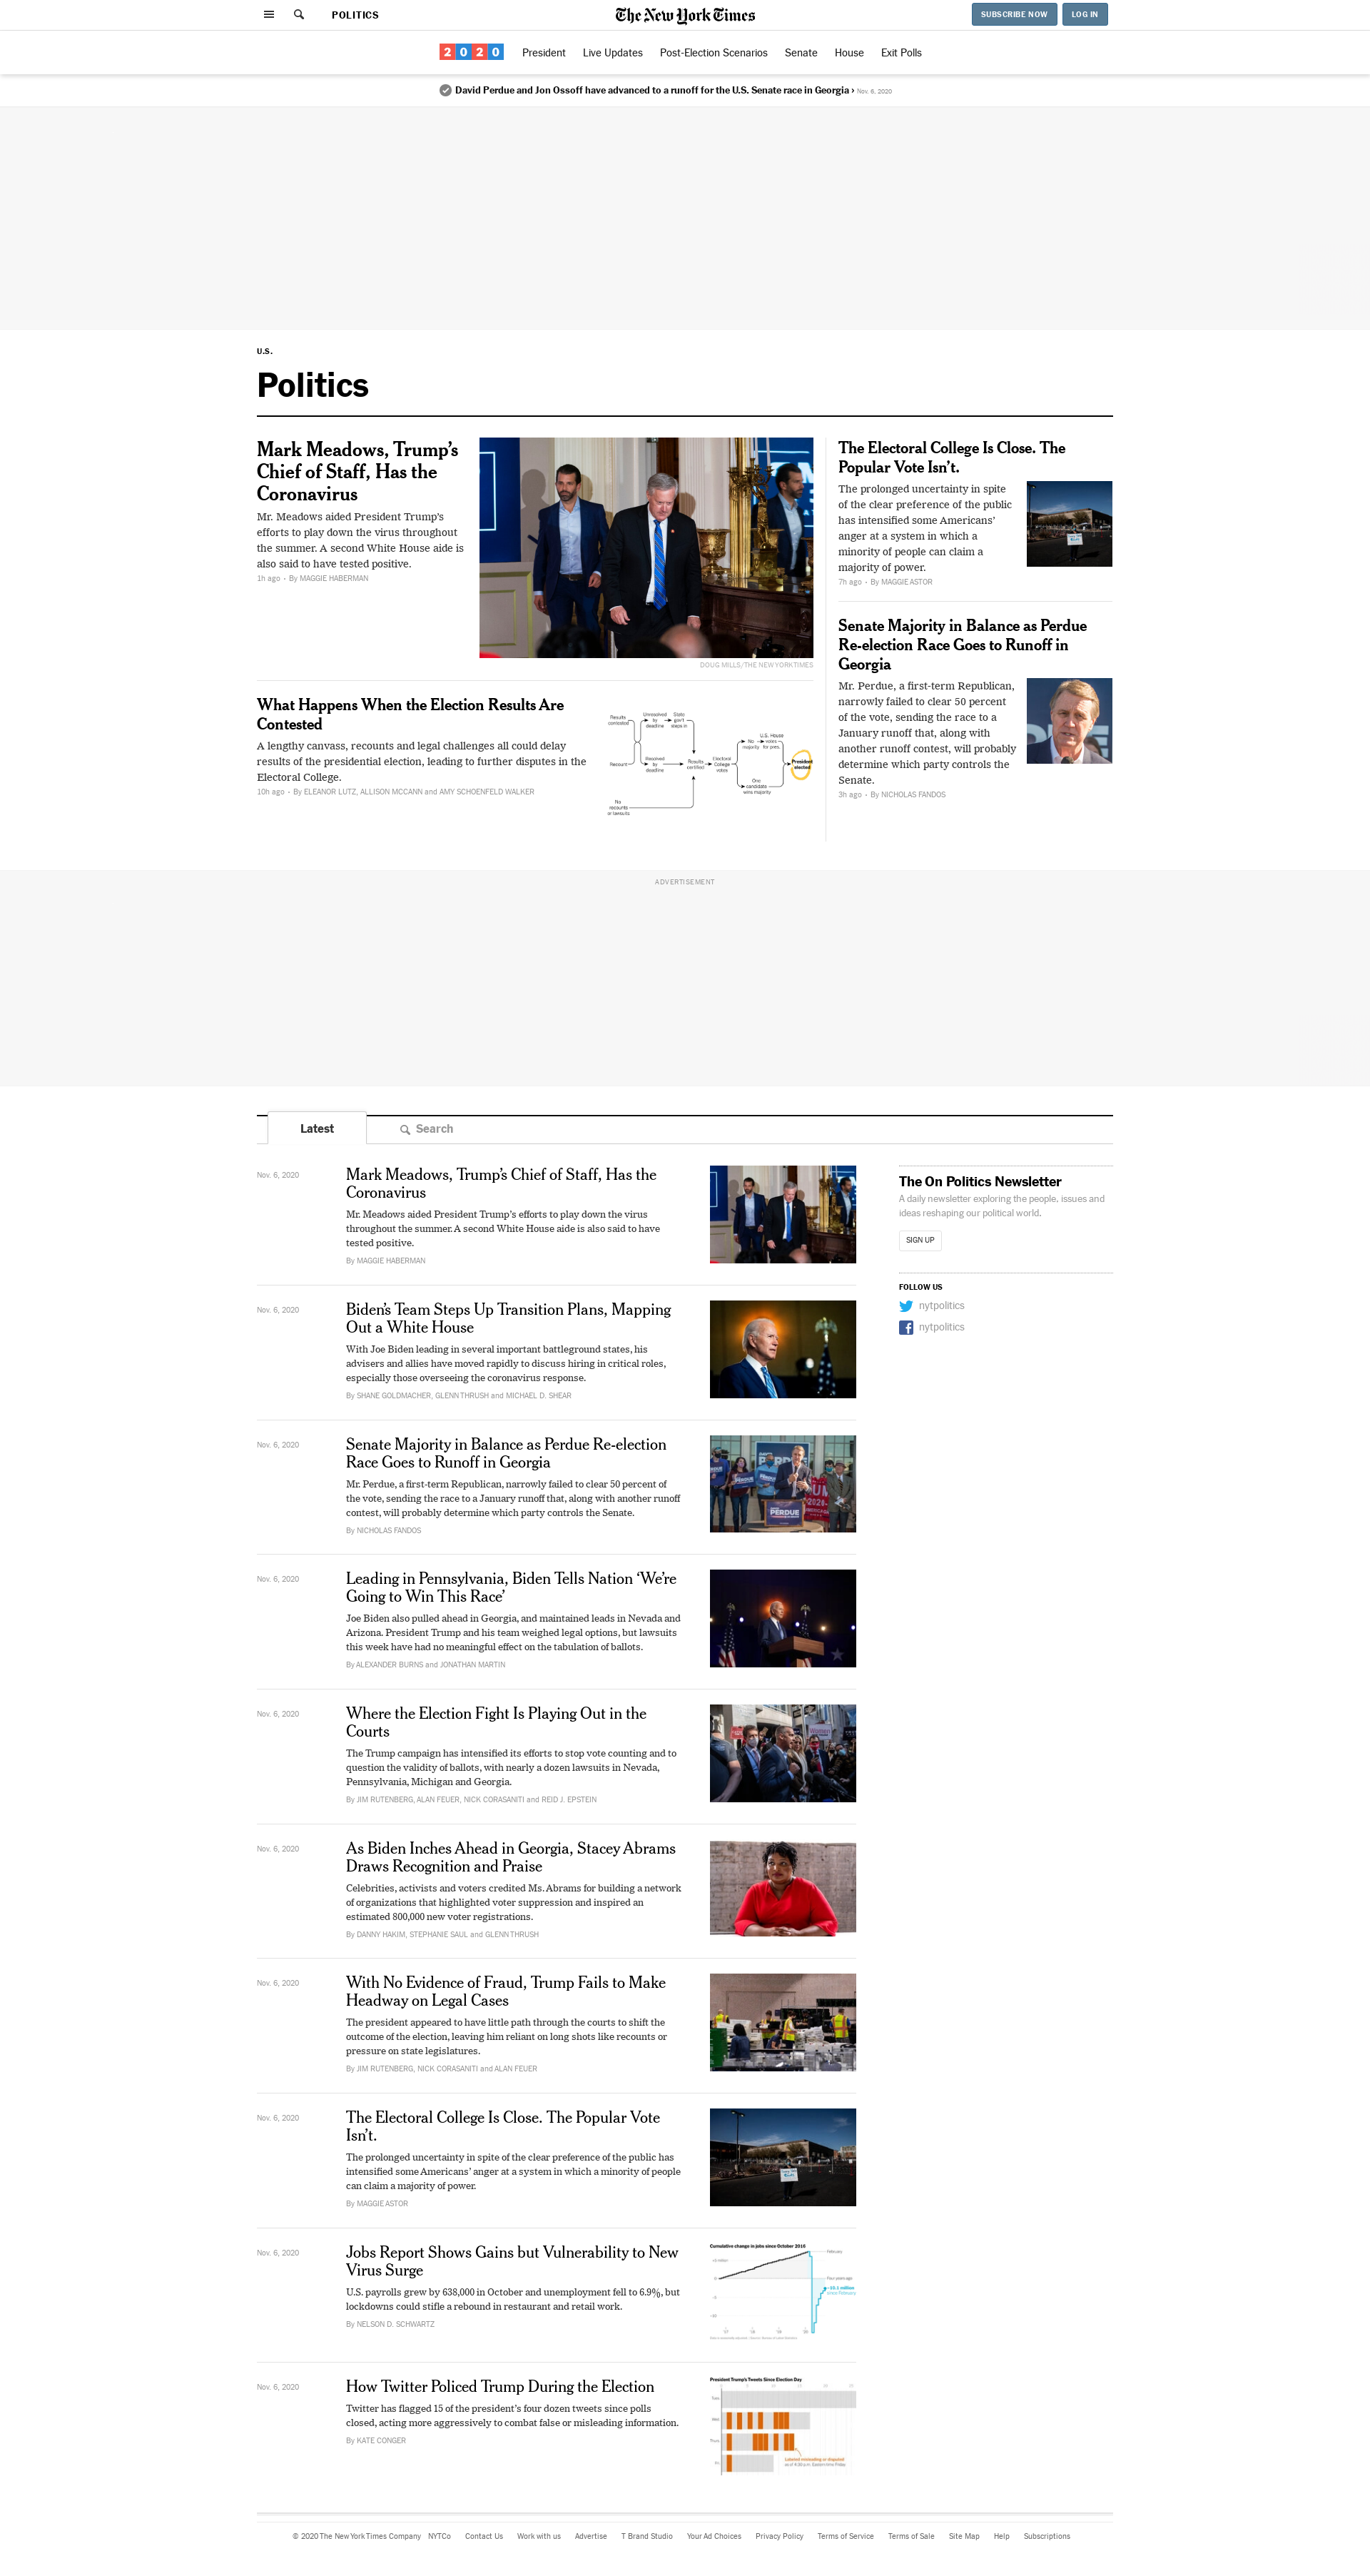 POLITICS
The New York Times
SUBSCRIBE NOW
LOG IN
2020
President
Live Updates
Post-Election Scenarios
Senate
House
Exit Polls
David Perdue and Jon Ossoff have advanced to a runoff for the U.S. Senate race in Georgia › Nov. 6, 2020
U.S.
Politics
Mark Meadows, Trump’s
Chief of Staff, Has the
Coronavirus
Mr. Meadows aided President Trump’s
efforts to play down the virus throughout
the summer. A second White House aide is
also said to have tested positive.
1h ago • By MAGGIE HABERMAN
DOUG MILLS/THE NEW YORK TIMES
What Happens When the Election Results Are
Contested
A lengthy canvass, recounts and legal challenges all could delay
results of the presidential election, leading to further disputes in the
Electoral College.
10h ago • By ELEANOR LUTZ, ALLISON MCCANN and AMY SCHOENFELD WALKER
Results
contested
Unresolved
by
deadline
State
gov't
steps in
Recount
Resolved
by
deadline
Results
certified
Electoral
College
votes
U.S. House
No
majority
votes
for pres.
President
elected
One
candidate
wins majority
No
recounts
or lawsuits
The Electoral College Is Close. The
Popular Vote Isn’t.
The prolonged uncertainty in spite
of the clear preference of the public
has intensified some Americans’
anger at a system in which a
minority of people can claim a
majority of power.
7h ago • By MAGGIE ASTOR
Senate Majority in Balance as Perdue
Re-election Race Goes to Runoff in
Georgia
Mr. Perdue, a first-term Republican,
narrowly failed to clear 50 percent
of the vote, sending the race to a
January runoff that, along with
another runoff contest, will probably
determine which party controls the
Senate.
3h ago • By NICHOLAS FANDOS
ADVERTISEMENT
Latest
Search
Nov. 6, 2020
Mark Meadows, Trump’s Chief of Staff, Has the
Coronavirus
Mr. Meadows aided President Trump’s efforts to play down the virus
throughout the summer. A second White House aide is also said to have
tested positive.
By MAGGIE HABERMAN
The On Politics Newsletter
A daily newsletter exploring the people, issues and
ideas reshaping our political world.
SIGN UP
FOLLOW US
nytpolitics
nytpolitics
Nov. 6, 2020
Biden’s Team Steps Up Transition Plans, Mapping
Out a White House
With Joe Biden leading in several important battleground states, his
advisers and allies have moved rapidly to discuss hiring in critical roles,
especially those overseeing the coronavirus response.
By SHANE GOLDMACHER, GLENN THRUSH and MICHAEL D. SHEAR
Nov. 6, 2020
Senate Majority in Balance as Perdue Re-election
Race Goes to Runoff in Georgia
Mr. Perdue, a first-term Republican, narrowly failed to clear 50 percent of
the vote, sending the race to a January runoff that, along with another runoff
contest, will probably determine which party controls the Senate.
By NICHOLAS FANDOS
PERDUE
Nov. 6, 2020
Leading in Pennsylvania, Biden Tells Nation ‘We’re
Going to Win This Race’
Joe Biden also pulled ahead in Georgia, and maintained leads in Nevada and
Arizona. President Trump and his team weighed legal options, but lawsuits
this week have had no meaningful effect on the tabulation of ballots.
By ALEXANDER BURNS and JONATHAN MARTIN
Nov. 6, 2020
Where the Election Fight Is Playing Out in the
Courts
The Trump campaign has intensified its efforts to stop vote counting and to
question the validity of ballots, with nearly a dozen lawsuits in Nevada,
Pennsylvania, Michigan and Georgia.
By JIM RUTENBERG, ALAN FEUER, NICK CORASANITI and REID J. EPSTEIN
Nov. 6, 2020
As Biden Inches Ahead in Georgia, Stacey Abrams
Draws Recognition and Praise
Celebrities, activists and voters credited Ms. Abrams for building a network
of organizations that highlighted voter suppression and inspired an
estimated 800,000 new voter registrations.
By DANNY HAKIM, STEPHANIE SAUL and GLENN THRUSH
Nov. 6, 2020
With No Evidence of Fraud, Trump Fails to Make
Headway on Legal Cases
The president appeared to have little path through the courts to shift the
outcome of the election, leaving him reliant on long shots like recounts or
pressure on state legislatures.
By JIM RUTENBERG, NICK CORASANITI and ALAN FEUER
Nov. 6, 2020
The Electoral College Is Close. The Popular Vote
Isn’t.
The prolonged uncertainty in spite of the clear preference of the public has
intensified some Americans’ anger at a system in which a minority of people
can claim a majority of power.
By MAGGIE ASTOR
Nov. 6, 2020
Jobs Report Shows Gains but Vulnerability to New
Virus Surge
U.S. payrolls grew by 638,000 in October and unemployment fell to 6.9%, but
lockdowns could stifle a rebound in restaurant and retail work.
By NELSON D. SCHWARTZ
Cumulative change in jobs since October 2016
Nov. 6, 2020
How Twitter Policed Trump During the Election
Twitter has flagged 15 of the president’s four dozen tweets since polls
closed, acting more aggressively to combat false or misleading information.
By KATE CONGER
President Trump's Tweets Since Election Day
Labeled misleading or disputed
as of 4:30 p.m. Eastern time Friday
© 2020 The New York Times Company
NYTCo
Contact Us
Work with us
Advertise
T Brand Studio
Your Ad Choices
Privacy Policy
Terms of Service
Terms of Sale
Site Map
Help
Subscriptions